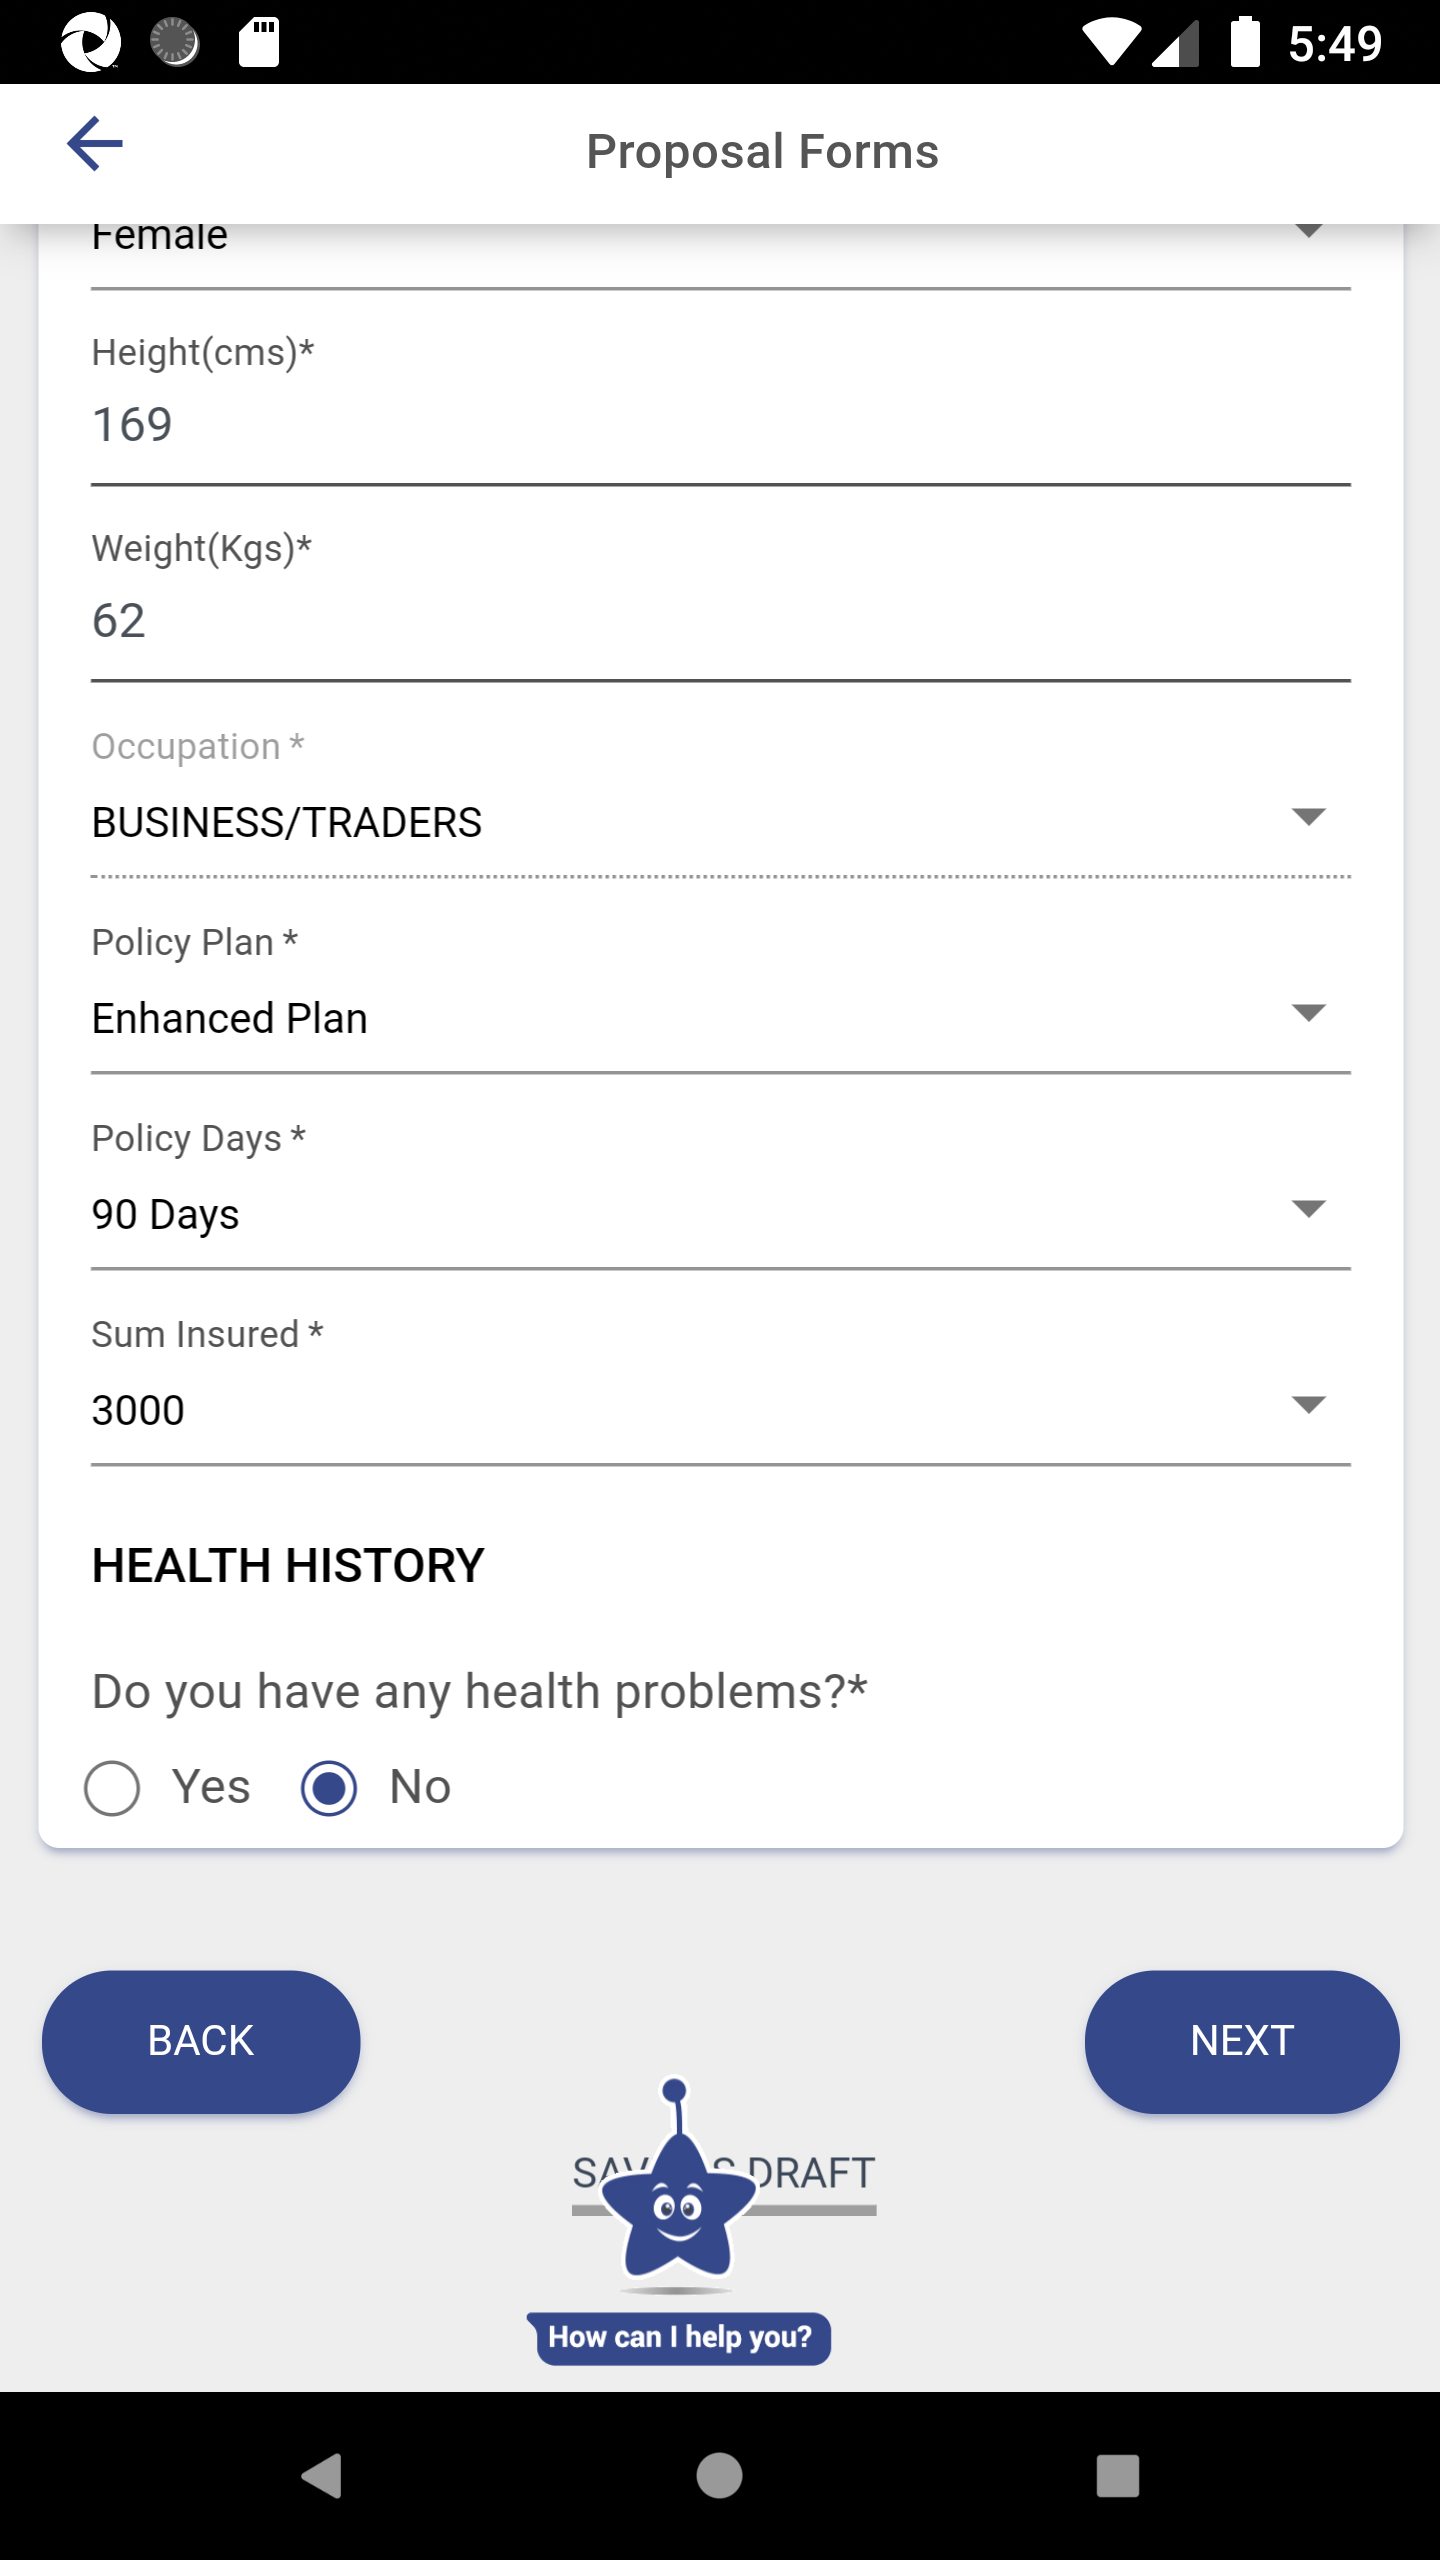 5:49
Proposal Forms
Female
Height(cms)*
169
Weight(Kgs)*
62
Occupation *
BUSINESS/TRADERS
Policy Plan *
Enhanced Plan
Policy Days *
90 Days
Sum Insured *
3000
HEALTH HISTORY
Do you have any health problems?*
Yes No
BACK NEXT
DRAFT
How can I help you?